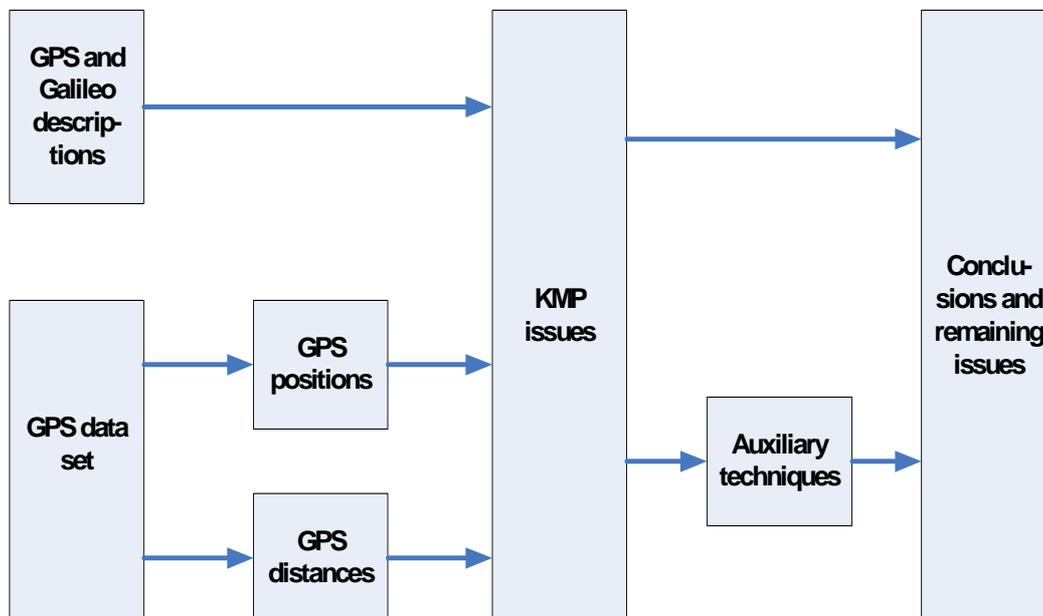 GPS and
Galileo
descrip-
tions
GPS data
set
GPS
positions
GPS
distances
KMP
issues
Auxiliary
techniques
Conclu-
sions and
remaining
issues